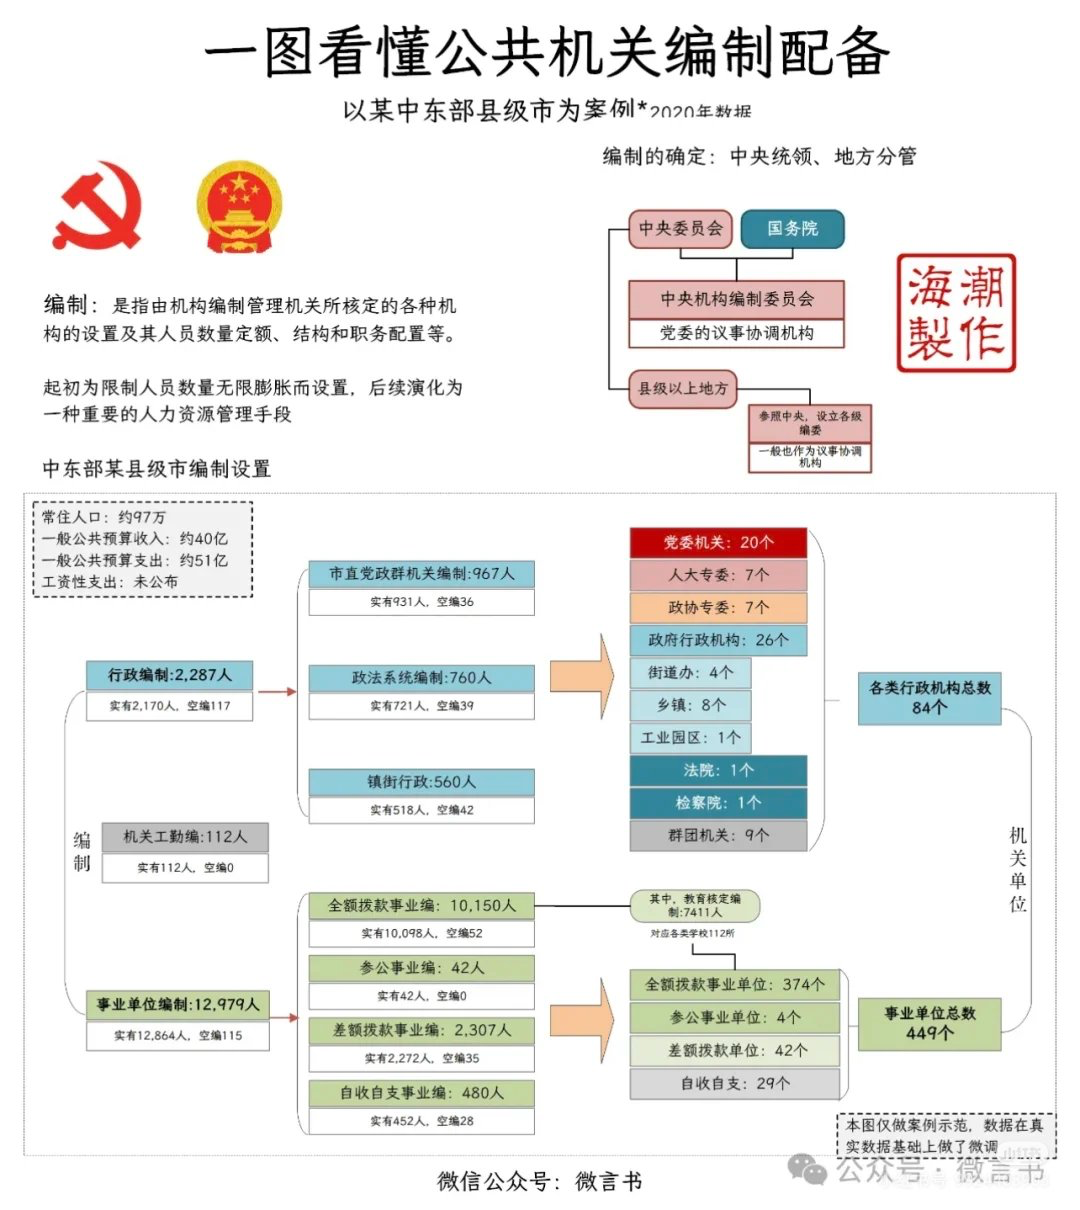 一图看懂公共机关编制配备
以某中东部县级市为案例*2020年数据
编制的确定：中央统领、地方分管
中央委员会
国务院
中央机构编制委员会
党委的议事协调机构
县级以上地方
参照中央，设立各级
编委
一般也作为议事协调
机构
海潮
製作
编制：是指由机构编制管理机关所核定的各种机
构的设置及其人员数量定额、结构和职务配置等。
起初为限制人员数量无限膨胀而设置，后续演化为
一种重要的人力资源管理手段
中东部某县级市编制设置
常住人口：约97万
一般公共预算收入：约40亿
一般公共预算支出：约51亿
工资性支出：未公布
编制
行政编制:2,287人
实有2,170人，空编117
机关工勤编:112人
实有112人，空编0
事业单位编制:12,979人
实有12,864人，空编115
市直党政群机关编制:967人
实有931人，空编36
政法系统编制:760人
实有721人，空编39
镇街行政:560人
实有518人，空编42
全额拨款事业编：10,150人
实有10,098人，空编52
参公事业编：42人
实有42人，空编0
差额拨款事业编：2,307人
实有2,272人，空编35
自收自支事业编：480人
实有452人，空编28
党委机关：20个
人大专委：7个
政协专委：7个
政府行政机构：26个
街道办：4个
乡镇：8个
工业园区：1个
法院：1个
检察院：1个
群团机关：9个
其中，教育核定编
制:7411人
对应各类学校112所
全额拨款事业单位：374个
参公事业单位：4个
差额拨款单位：42个
自收自支：29个
各类行政机构总数
84个
事业单位总数
449个
机关单位
本图仅做案例示范，数据在真
实数据基础上做了微调
微信公众号：微言书
公众号·微言书
小红书